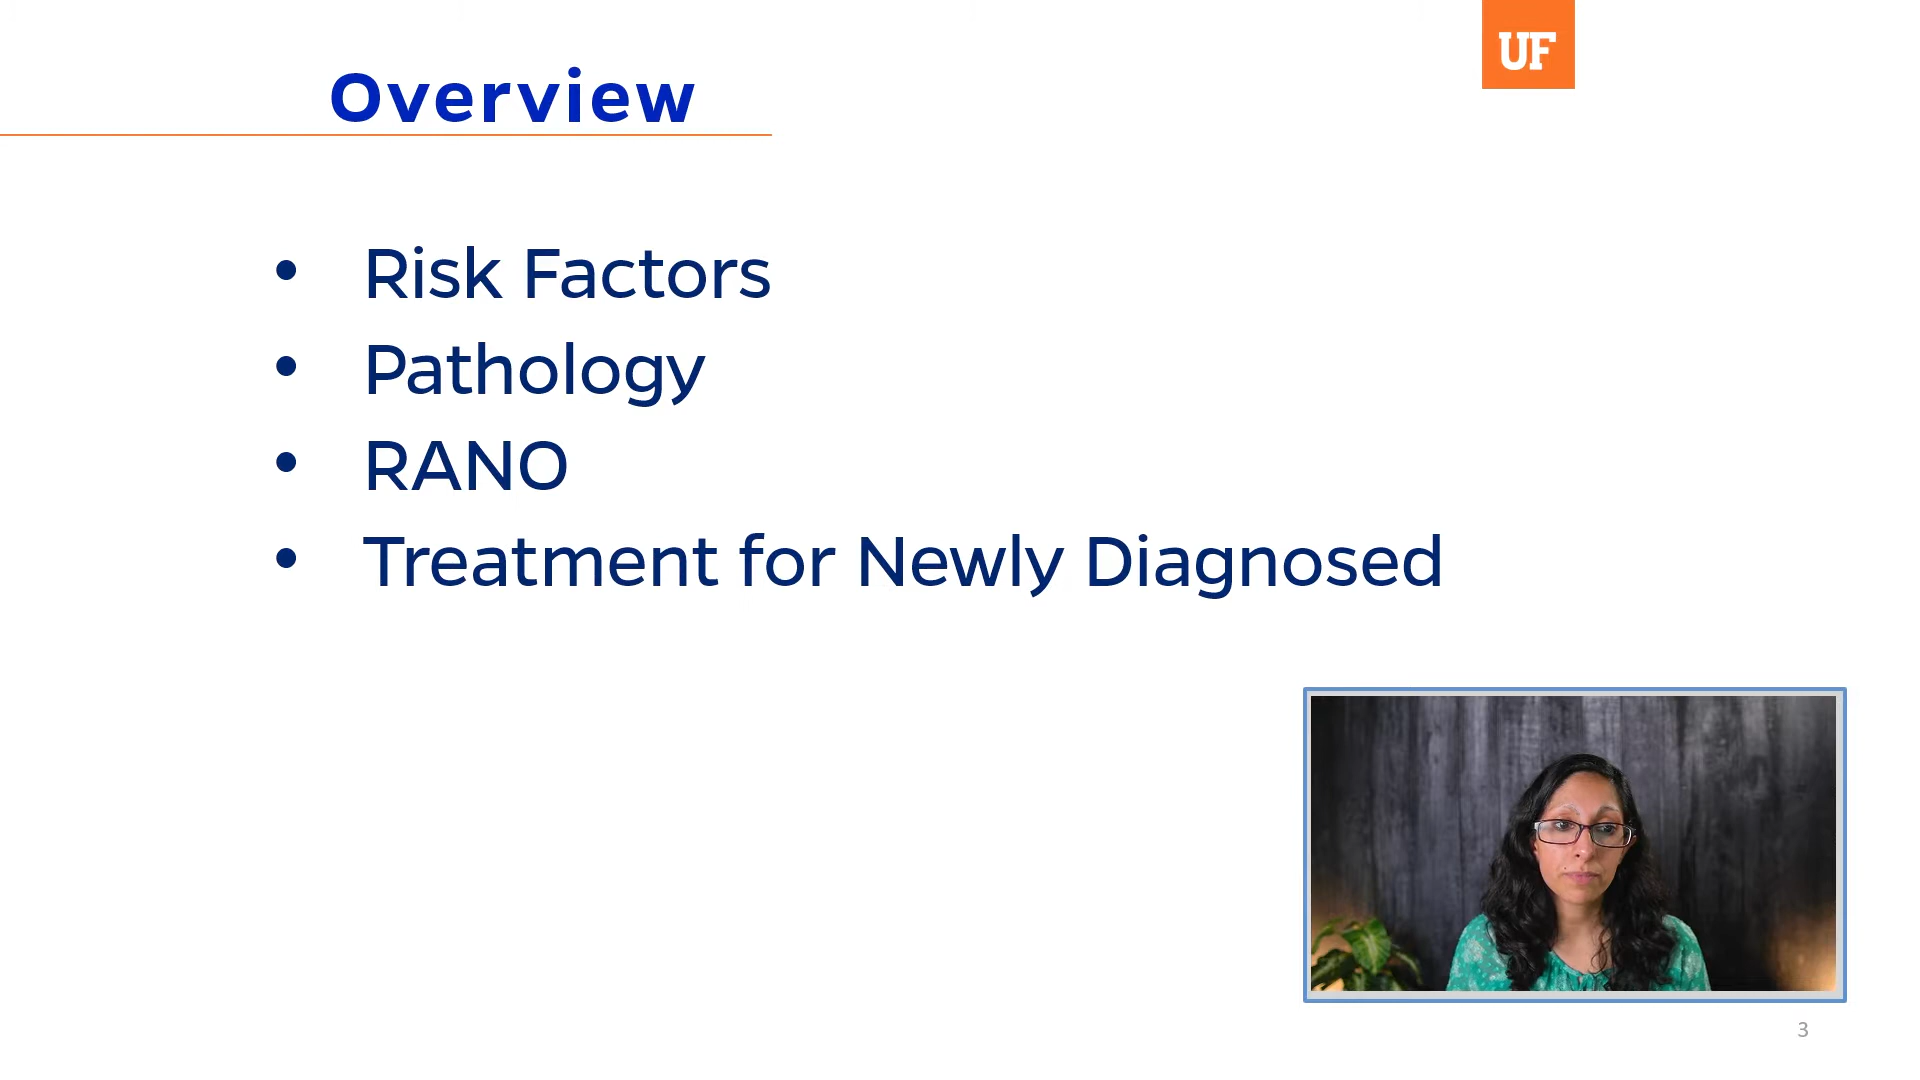 UF
Overview
• Risk Factors
• Pathology
• RANO
• Treatment for Newly Diagnosed
3